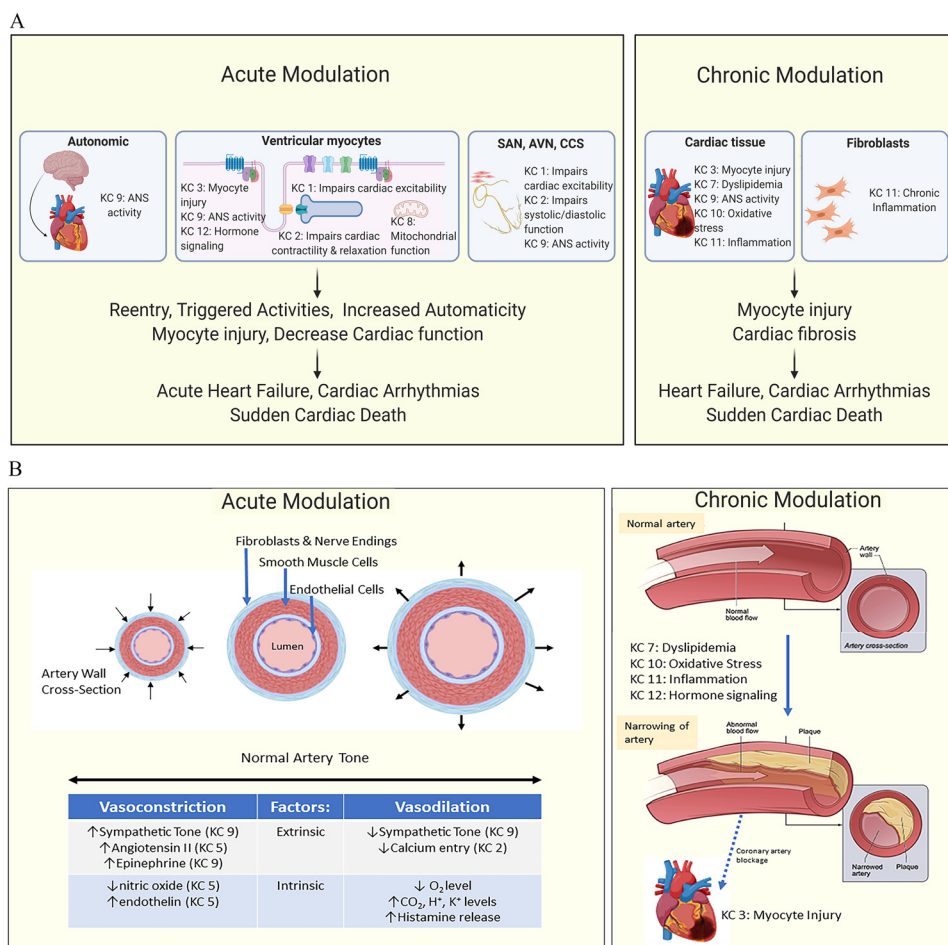 A
Acute Modulation
Autonomic
KC 9: ANS
activity
Ventricular myocytes
KC 3: Myocyte
injury
KC 9: ANS activity
KC 12: Hormone
signaling
KC 1: Impairs cardiac excitability
KC 2: Impairs cardiac
contractility & relaxation
KC 8:
Mitochondrial
function
SAN, AVN, CCS
KC 1: Impairs
cardiac excitability
KC 2: Impairs
systolic/diastolic
function
KC 9: ANS activity
Reentry, Triggered Activities, Increased Automaticity
Myocyte injury, Decrease Cardiac function
Acute Heart Failure, Cardiac Arrhythmias
Sudden Cardiac Death
Chronic Modulation
Cardiac tissue
KC 3: Myocyte injury
KC 7: Dyslipidemia
KC 9: ANS activity
KC 10: Oxidative
stress
KC 11: Inflammation
Fibroblasts
KC 11: Chronic
Inflammation
Myocyte injury
Cardiac fibrosis
Heart Failure, Cardiac Arrhythmias
Sudden Cardiac Death
B
Acute Modulation
Fibroblasts & Nerve Endings
Smooth Muscle Cells
Endothelial Cells
Lumen
Artery Wall
Cross-Section
Normal Artery Tone
Vasoconstriction Factors: Vasodilation
↑Sympathetic Tone (KC 9) Extrinsic ↓Sympathetic Tone (KC 9)
↑Angiotensin II (KC 5) ↓Calcium entry (KC 2)
↑Epinephrine (KC 9)
↓nitric oxide (KC 5) Intrinsic ↓ O₂ level
↑endothelin (KC 5) ↑CO₂, H⁺, K⁺ levels
↑Histamine release
Chronic Modulation
Normal artery
Artery
wall
Normal
blood flow
Artery cross-section
KC 7: Dyslipidemia
KC 10: Oxidative Stress
KC 11: Inflammation
KC 12: Hormone signaling
Narrowing of
artery
Abnormal
blood flow
Plaque
Narrowed
artery
Plaque
Coronary artery
blockage
KC 3: Myocyte Injury